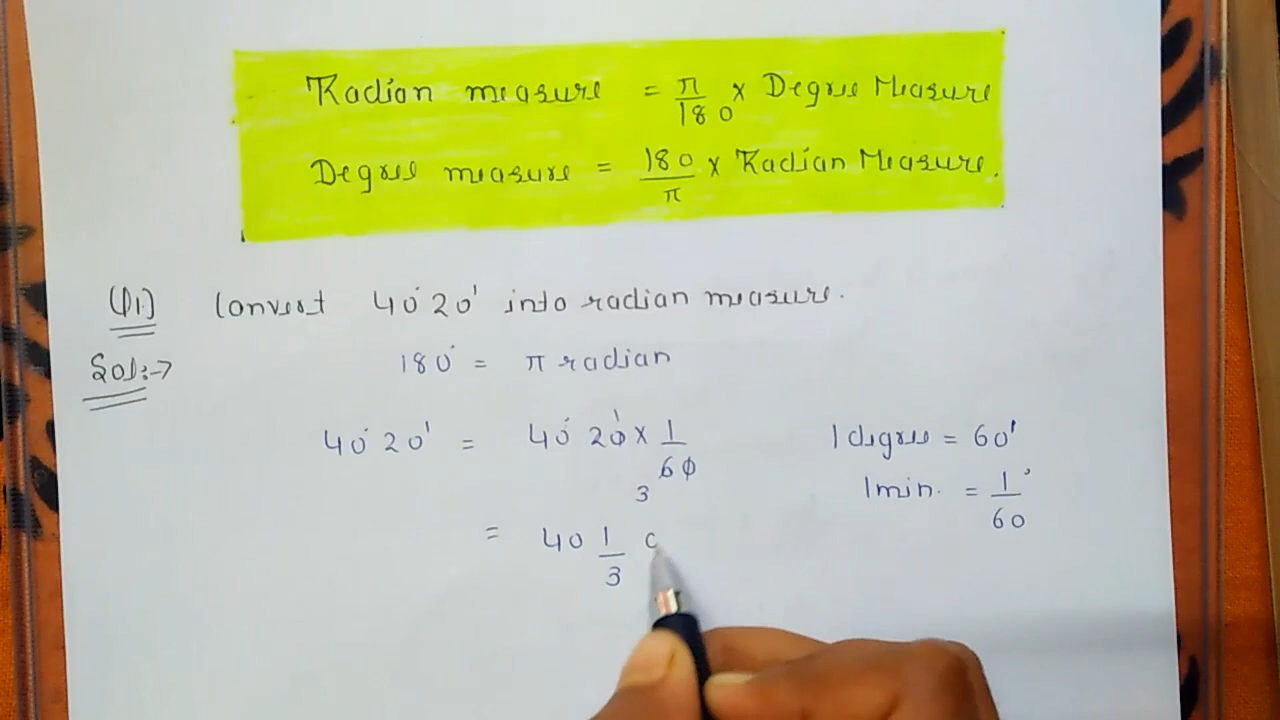 Radian measure = π/180 × Degree Measure
Degree measure = 180/π × Radian Measure.
Q1.) Convert 40°20' into radian measure.
Sol:→ 180° = π radian
40°20' = 40° 20' × 1/60 1 degree = 60'
3 1 min. = 1/60°
= 40 1/3